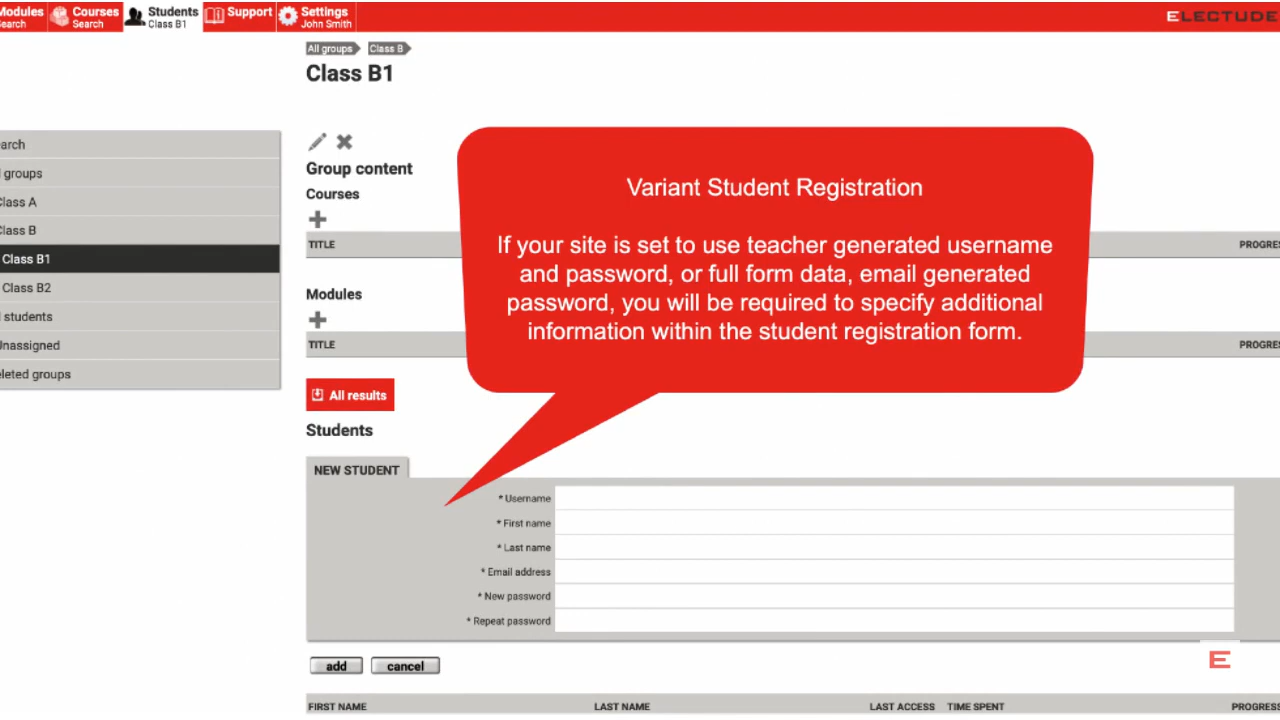 Modules
Search
Courses
Search
Students
Class B1
Support
Settings
John Smith
ELECTUDE
All groups
Class B
Class B1
arch
groups
Class A
Class B
Class B1
Class B2
students
Unassigned
eleted groups
Group content
Courses
TITLE
PROGRES
Modules
TITLE
PROGRES
Variant Student Registration
If your site is set to use teacher generated username
and password, or full form data, email generated
password, you will be required to specify additional
information within the student registration form.
All results
Students
NEW STUDENT
* Username
* First name
* Last name
* Email address
* New password
* Repeat password
add cancel
E
FIRST NAME LAST NAME LAST ACCESS TIME SPENT PROGRESS